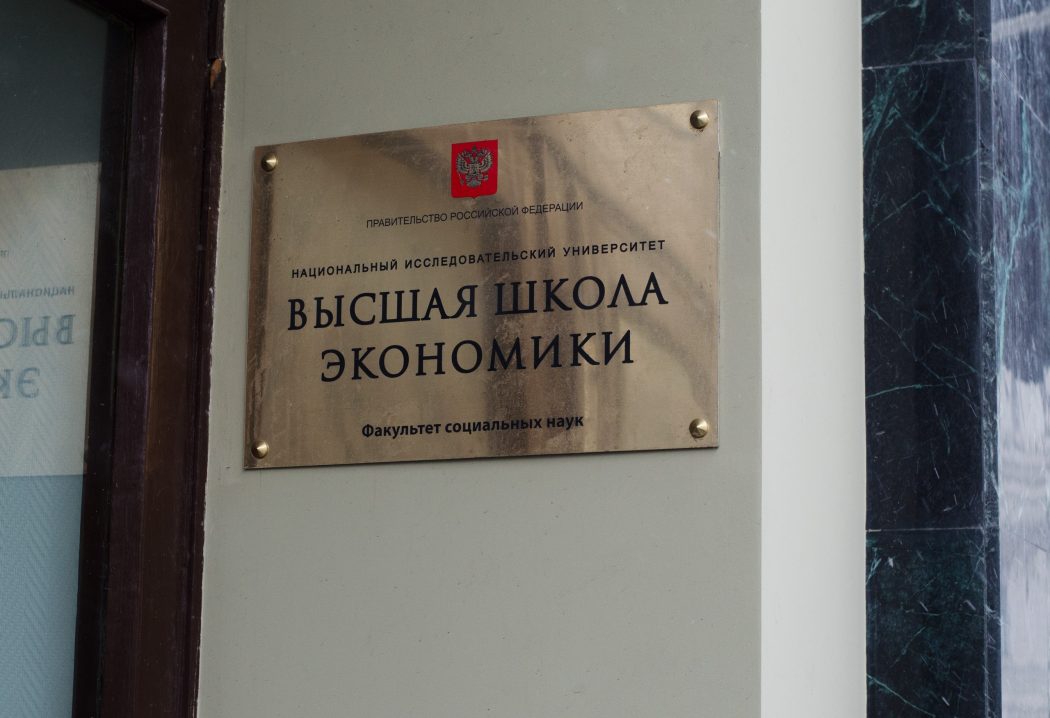 ПРАВИТЕЛЬСТВО РОССИЙСКОЙ ФЕДЕРАЦИИ
НАЦИОНАЛЬНЫЙ ИССЛЕДОВАТЕЛЬСКИЙ УНИВЕРСИТЕТ
ВЫСШАЯ ШКОЛА
ЭКОНОМИКИ
Факультет социальных наук